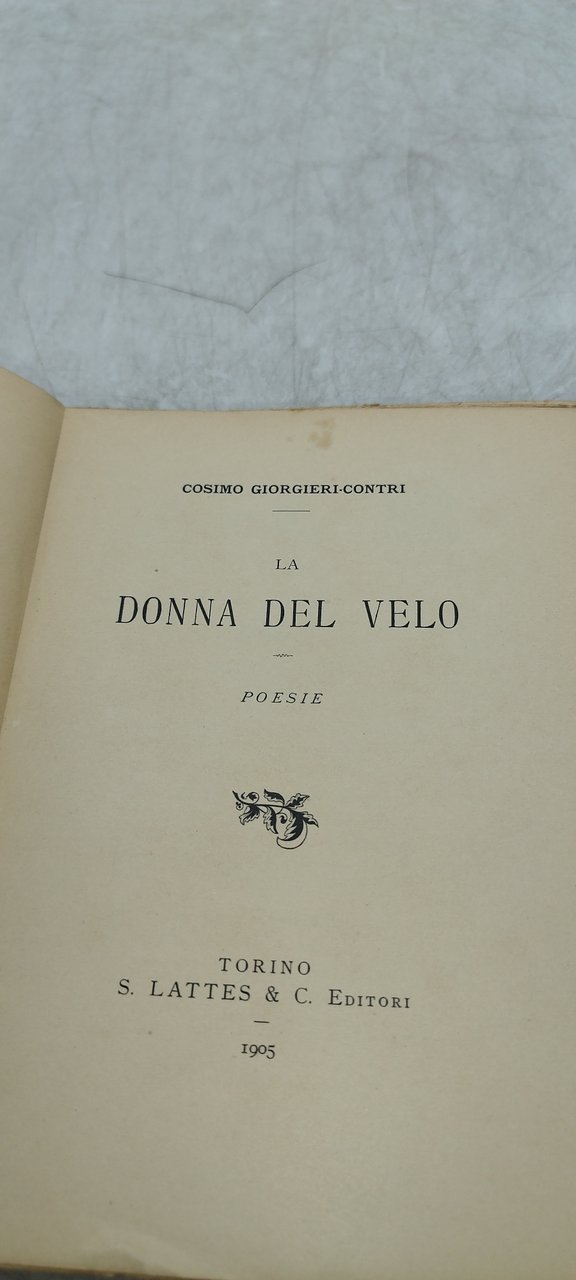 COSIMO GIORGIERI-CONTRI
LA
DONNA DEL VELO
POESIE
TORINO
S. LATTES & C. EDITORI
1905